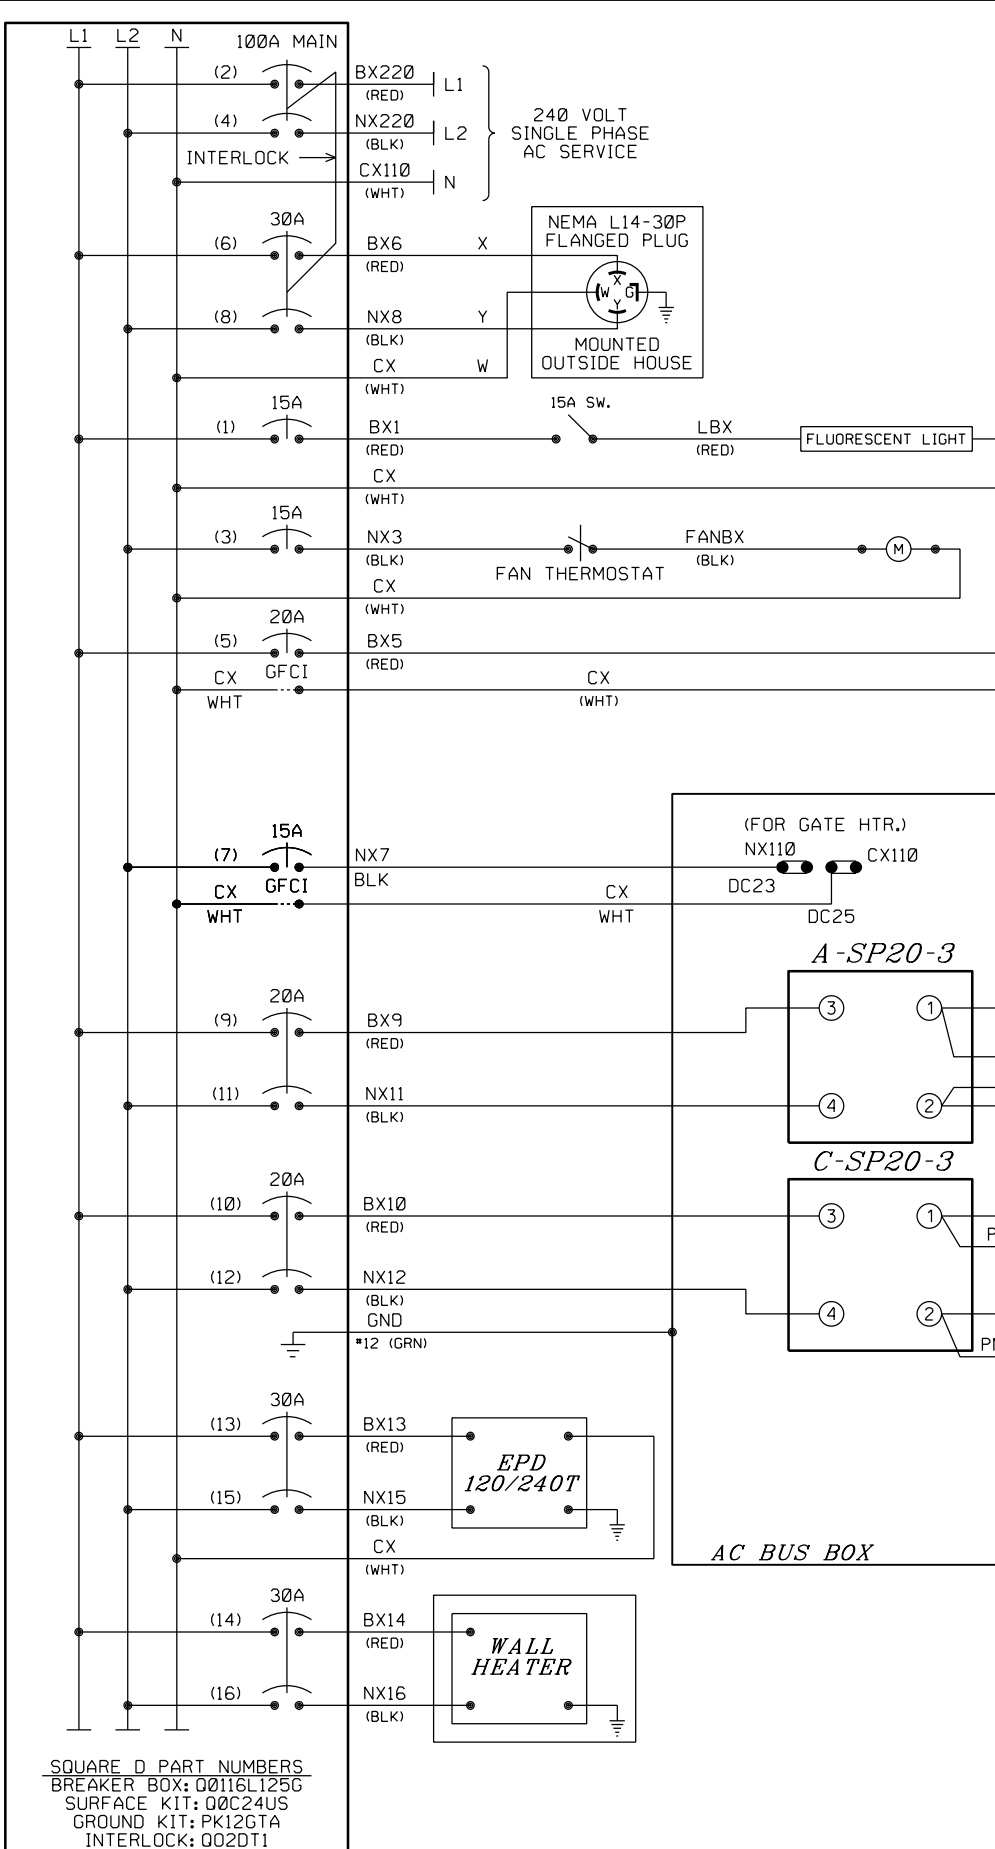 L1 L2 N
100A MAIN
(2) BX220 L1
(RED)
(4) NX220 L2
(BLK)
INTERLOCK
CX110 N
(WHT)
240 VOLT
SINGLE PHASE
AC SERVICE
30A
(6) BX6 X
(RED)
(8) NX8 Y
(BLK)
CX W
(WHT)
NEMA L14-30P
FLANGED PLUG
X
W G
Y
MOUNTED
OUTSIDE HOUSE
15A
15A SW.
(1) BX1 LBX FLUORESCENT LIGHT
(RED) (RED)
CX
(WHT)
15A
(3) NX3 FANBX M
(BLK) (BLK)
FAN THERMOSTAT
CX
(WHT)
20A
(5) BX5
(RED)
GFCI
CX CX
WHT (WHT)
15A
(7) NX7
BLK
GFCI
CX CX
WHT WHT
(FOR GATE HTR.)
NX110 CX110
DC23
DC25
A-SP20-3
20A
3 1
(9) BX9
(RED)
(11) NX11 4 2
(BLK)
C-SP20-3
20A
(10) BX10 3 1
(RED)
P
(12) NX12
(BLK)
4 2
GND
#12 (GRN)
30A
(13) BX13
(RED)
EPD
120/240T
(15) NX15
(BLK)
CX
(WHT)
AC BUS BOX
30A
(14) BX14
(RED)
WALL
HEATER
(16) NX16
(BLK)
SQUARE D PART NUMBERS
BREAKER BOX: QO116L125G
SURFACE KIT: QOC24US
GROUND KIT: PK12GTA
INTERLOCK: QO2DT1